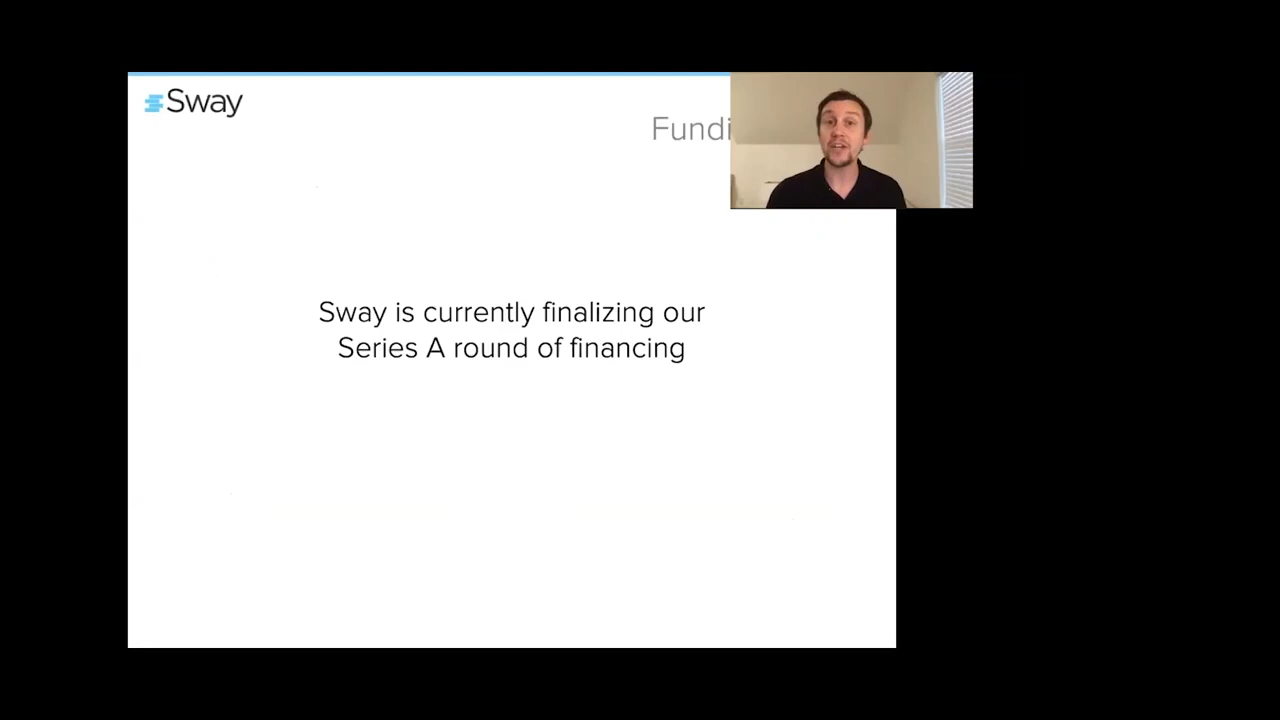 Sway
Fundi
Sway is currently finalizing our
Series A round of financing